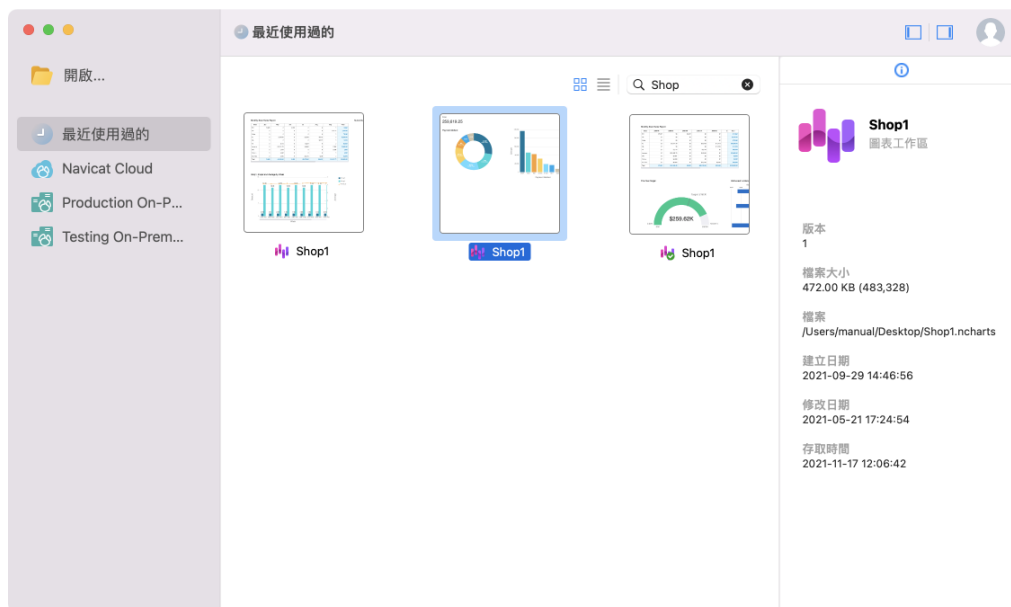 最近使用過的
開啟...
最近使用過的
Navicat Cloud
Production On-P...
Testing On-Prem...
Shop
Shop1
Shop1
$259.62K
Shop1
Shop1
圖表工作區
版本
1
檔案大小
472.00 KB (483,328)
檔案
/Users/manual/Desktop/Shop1.ncharts
建立日期
2021-09-29 14:46:56
修改日期
2021-05-21 17:24:54
存取時間
2021-11-17 12:06:42